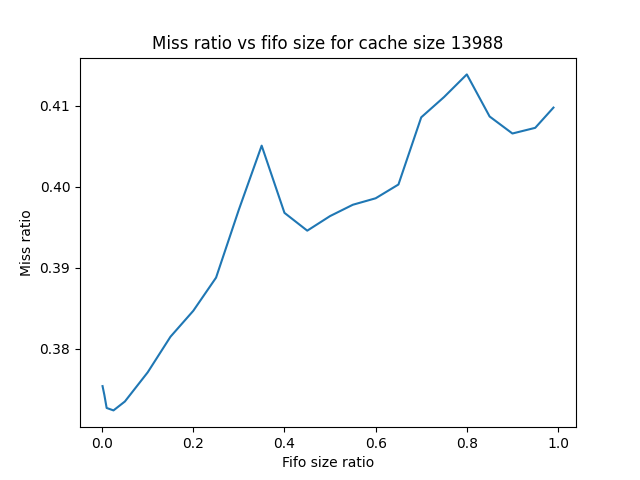 Miss ratio vs fifo size for cache size 13988
0.41
0.40
0.39
0.38
Miss ratio
0.0 0.2 0.4 0.6 0.8 1.0
Fifo size ratio